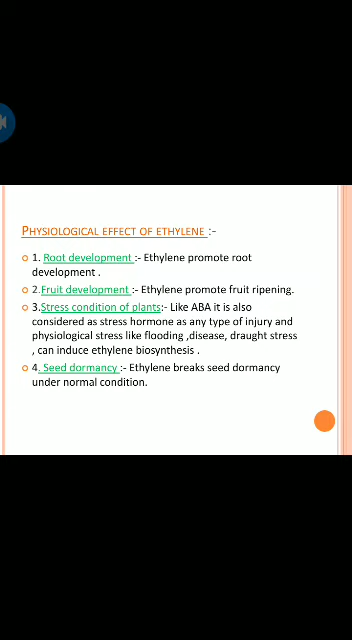 PHYSIOLOGICAL EFFECT OF ETHYLENE :-
1. Root development :- Ethylene promote root
development .
2.Fruit development :- Ethylene promote fruit ripening.
3.Stress condition of plants:- Like ABA it is also
considered as stress hormone as any type of injury and
physiological stress like flooding ,disease, draught stress
, can induce ethylene biosynthesis .
4. Seed dormancy :- Ethylene breaks seed dormancy
under normal condition.